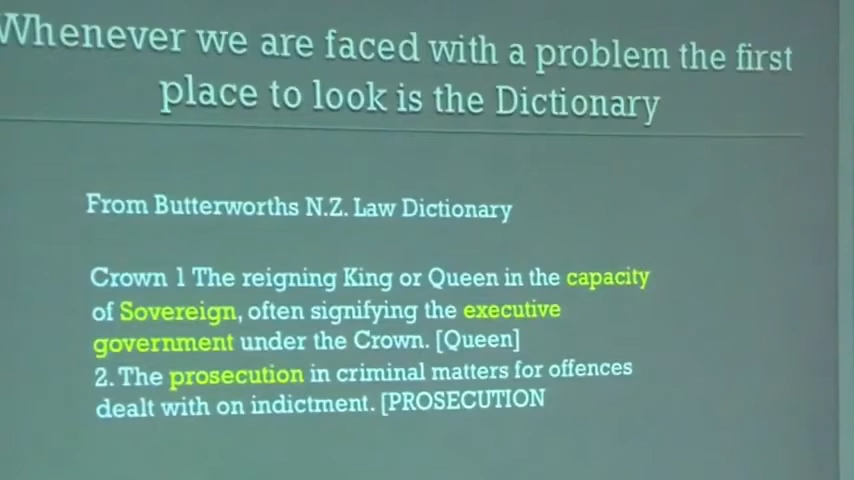 Whenever we are faced with a problem the first
place to look is the Dictionary
From Butterworths N.Z. Law Dictionary
Crown 1 The reigning King or Queen in the capacity
of Sovereign, often signifying the executive
government under the Crown. [Queen]
2. The prosecution in criminal matters for offences
dealt with on indictment. [PROSECUTION